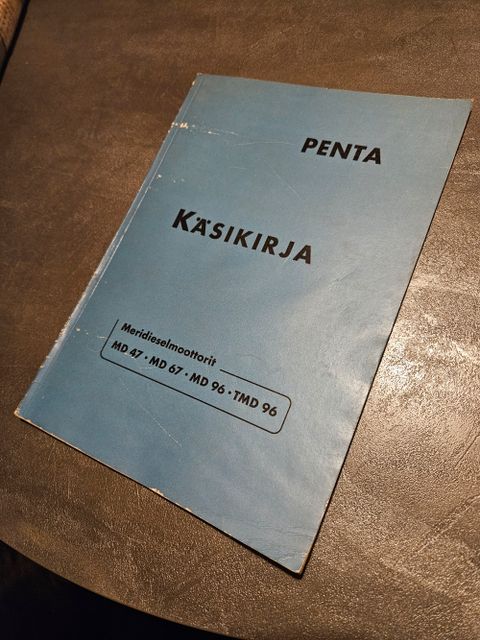 PENTA
KÄSIKIRJA
Meridieselmoottorit
MD 47 · MD 67 · MD 96 · TMD 96